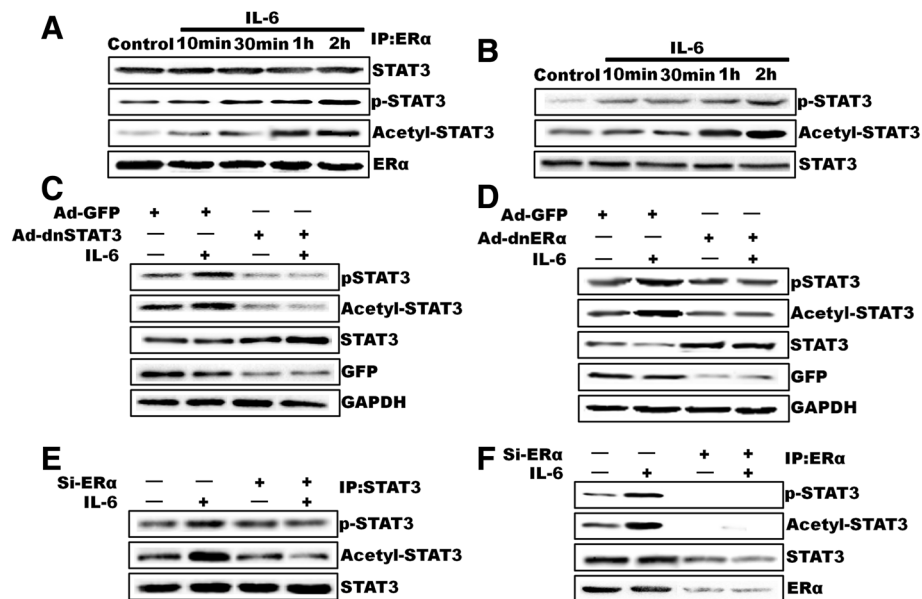 A
IL-6
Control 10min 30min 1h 2h IP:ERα
STAT3
p-STAT3
Acetyl-STAT3
ERα
B
IL-6
Control 10min 30min 1h 2h
p-STAT3
Acetyl-STAT3
STAT3
C
Ad-GFP + + — —
Ad-dnSTAT3 — — + +
IL-6 — + — +
pSTAT3
Acetyl-STAT3
STAT3
GFP
GAPDH
D
Ad-GFP + + — —
Ad-dnERα — — + +
IL-6 — + — +
pSTAT3
Acetyl-STAT3
STAT3
GFP
GAPDH
E
Si-ERα — — + + IP:STAT3
IL-6 — + — +
p-STAT3
Acetyl-STAT3
STAT3
F
Si-ERα — — + + IP:ERα
IL-6 — + — +
p-STAT3
Acetyl-STAT3
STAT3
ERα